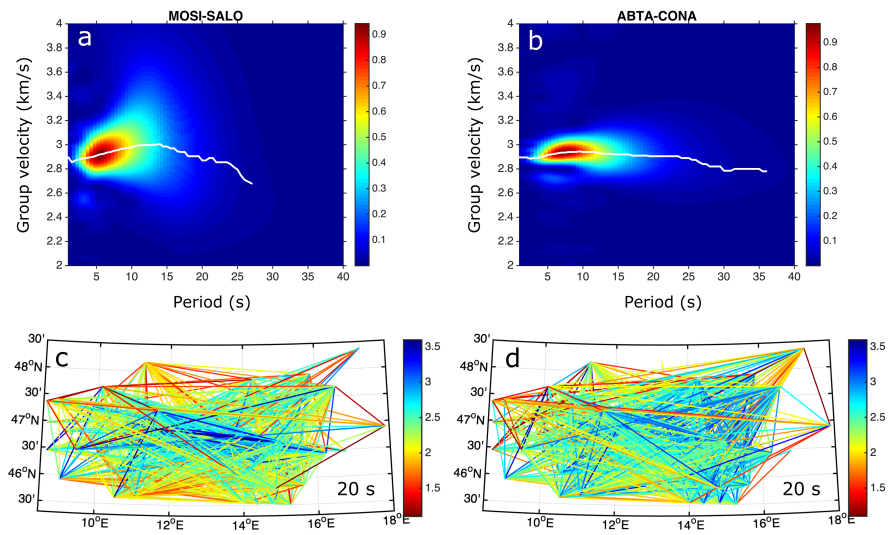 MOSI-SALO
a
Group velocity (km/s)
4
3.8
3.6
3.4
3.2
3
2.8
2.6
2.4
2.2
2
5 10 15 20 25 30 35 40
Period (s)
0.9
0.8
0.7
0.6
0.5
0.4
0.3
0.2
0.1
ABTA-CONA
b
Group velocity (km/s)
4
3.8
3.6
3.4
3.2
3
2.8
2.6
2.4
2.2
2
5 10 15 20 25 30 35 40
Period (s)
0.9
0.8
0.7
0.6
0.5
0.4
0.3
0.2
0.1
c
30'
48°N
30'
47°N
30'
46°N
30'
10°E 12°E 14°E 16°E 18°E
20 s
3.5
3
2.5
2
1.5
d
30'
48°N
30'
47°N
30'
46°N
30'
10°E 12°E 14°E 16°E 18°E
20 s
3.5
3
2.5
2
1.5